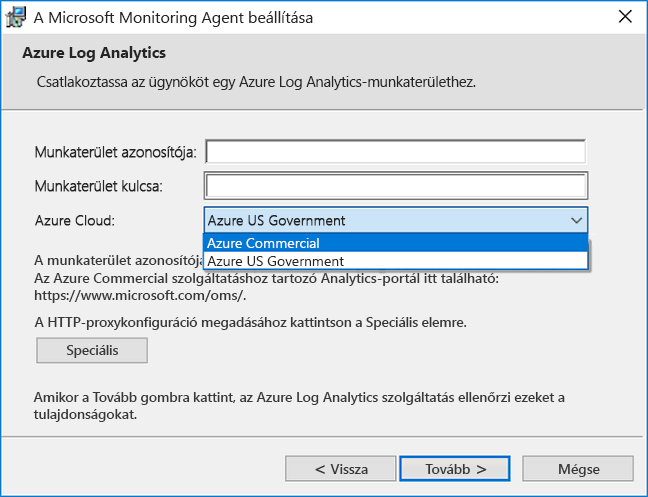 A Microsoft Monitoring Agent beállítása
Azure Log Analytics
Csatlakoztassa az ügynököt egy Azure Log Analytics-munkaterülethez.
Munkaterület azonosítója:
Munkaterület kulcsa:
Azure Cloud: Azure US Government
Azure Commercial
Azure US Government
A munkaterület azonosítója
Az Azure Commercial szolgáltatáshoz tartozó Analytics-portál itt található:
https://www.microsoft.com/oms/.
A HTTP-proxykonfiguráció megadásához kattintson a Speciális elemre.
Speciális
Amikor a Tovább gombra kattint, az Azure Log Analytics szolgáltatás ellenőrzi ezeket a
tulajdonságokat.
< Vissza Tovább > Mégse